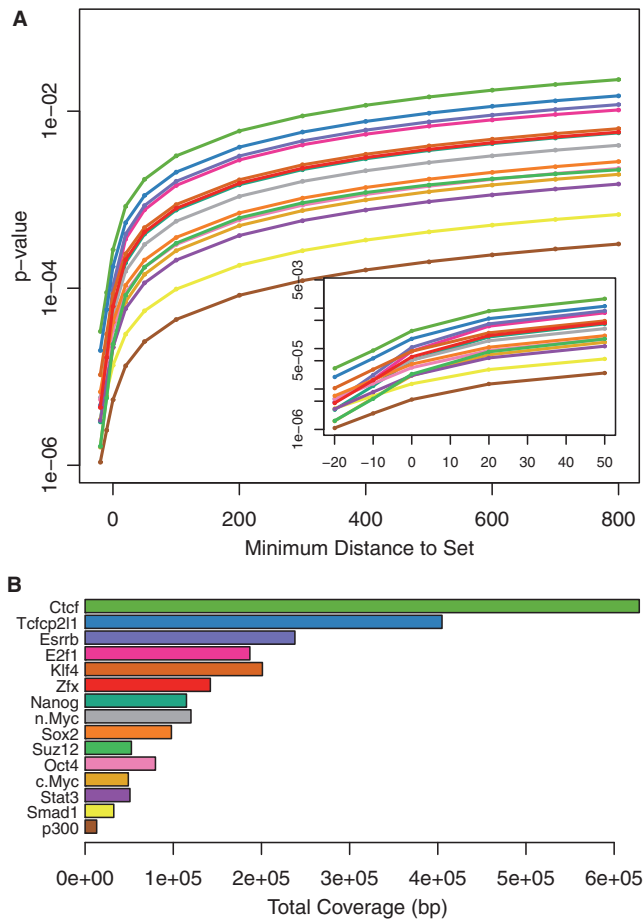 A
p-value
1e-02
1e-04
1e-06
5e-03
5e-05
1e-06
−20 −10 0 10 20 30 40 50
0 200 400 600 800
Minimum Distance to Set
B
Ctcf
Tcfcp2l1
Esrrb
E2f1
Klf4
Zfx
Nanog
n.Myc
Sox2
Suz12
Oct4
c.Myc
Stat3
Smad1
p300
0e+00 1e+05 2e+05 3e+05 4e+05 5e+05 6e+05
Total Coverage (bp)